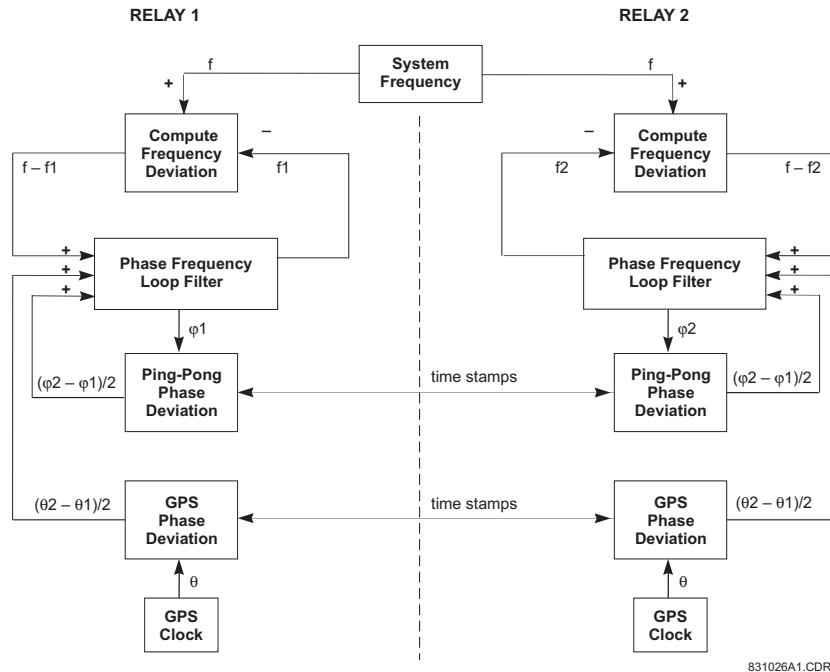 RELAY 1
RELAY 2
System
Frequency
f
f
+
+
Compute
Frequency
Deviation
–
f1
f – f1
–
f2
Compute
Frequency
Deviation
f – f2
+
+
+
Phase Frequency
Loop Filter
Phase Frequency
Loop Filter
+
+
+
φ1
φ2
(φ2 – φ1)/2
Ping-Pong
Phase
Deviation
time stamps
Ping-Pong
Phase
Deviation
(φ2 – φ1)/2
(θ2 – θ1)/2
GPS
Phase
Deviation
time stamps
GPS
Phase
Deviation
(θ2 – θ1)/2
θ
θ
GPS
Clock
GPS
Clock
831026A1.CDR